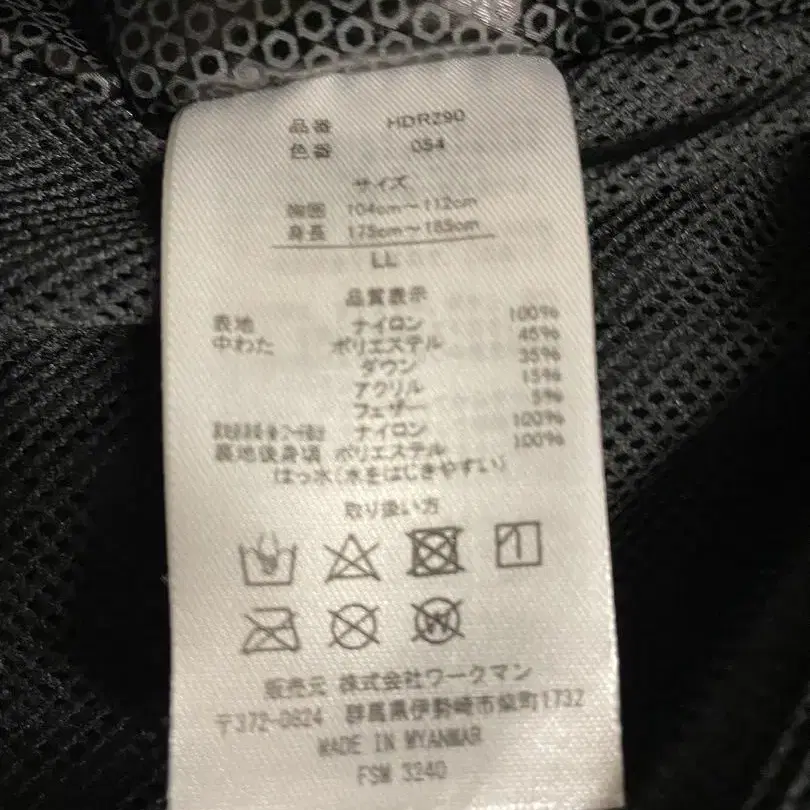 品番 HDR290
色番 034
サイズ
胸囲 104cm～112cm
身長 175cm～185cm
LL
品質表示
表地 ナイロン 100%
中わた ポリエステル 45%
ダウン 35%
アクリル 15%
フェザー 5%
ナイロン 100%
裏地後身頃 ポリエステル 100%
はっ水(水をはじきやすい)
取り扱い方
販売元 株式会社ワークマン
〒372-0824 群馬県伊勢崎市柴町1732
MADE IN MYANMAR
FSM 3240